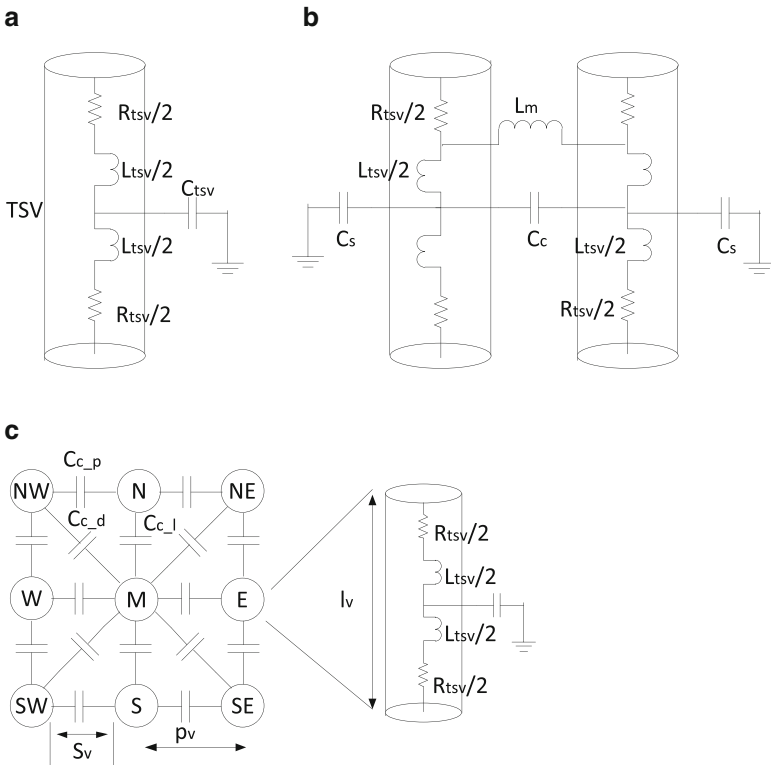 a
b
Rtsv/2
Ltsv/2
Ctsv
TSV
Ltsv/2
Rtsv/2
Rtsv/2
Lm
Ltsv/2
Cs
Cc
Ltsv/2
Cs
Rtsv/2
c
Cc_p
NW
N
NE
Cc_d
Cc_l
W
M
E
SW
S
SE
Sv
pv
lv
Rtsv/2
Ltsv/2
Ltsv/2
Rtsv/2